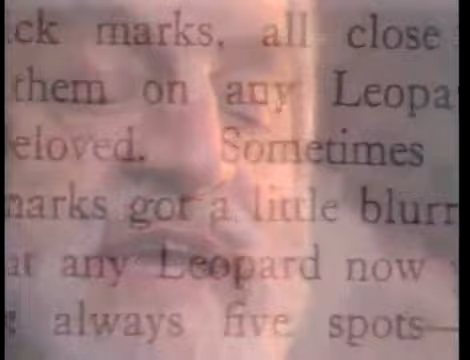 ck marks, all close
them on any Leopa
eloved. Sometimes
marks got a little blurr
at any Leopard now
always five spots—